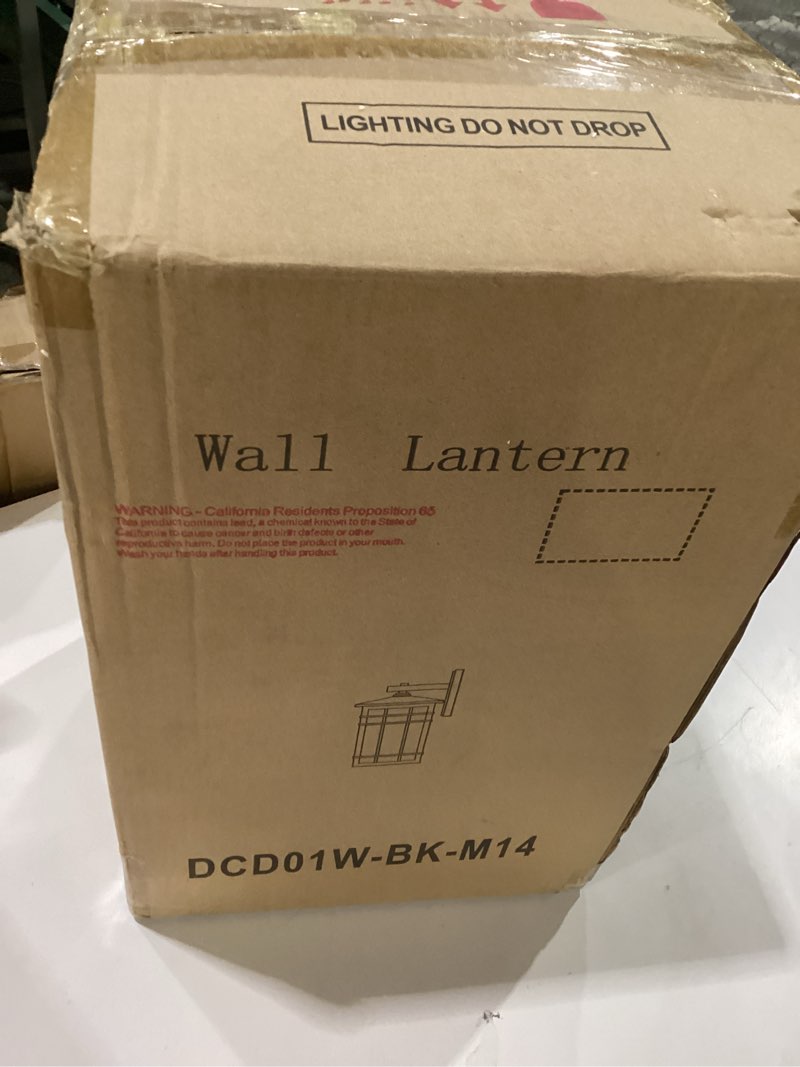 LIGHTING DO NOT DROP
Wall Lantern
WARNING - California Residents Proposition 65
This product contains lead, a chemical known to the State of
California to cause cancer and birth defects or other
reproductive harm. Do not place the product in your mouth.
Wash your hands after handling this product.
DCD01W-BK-M14